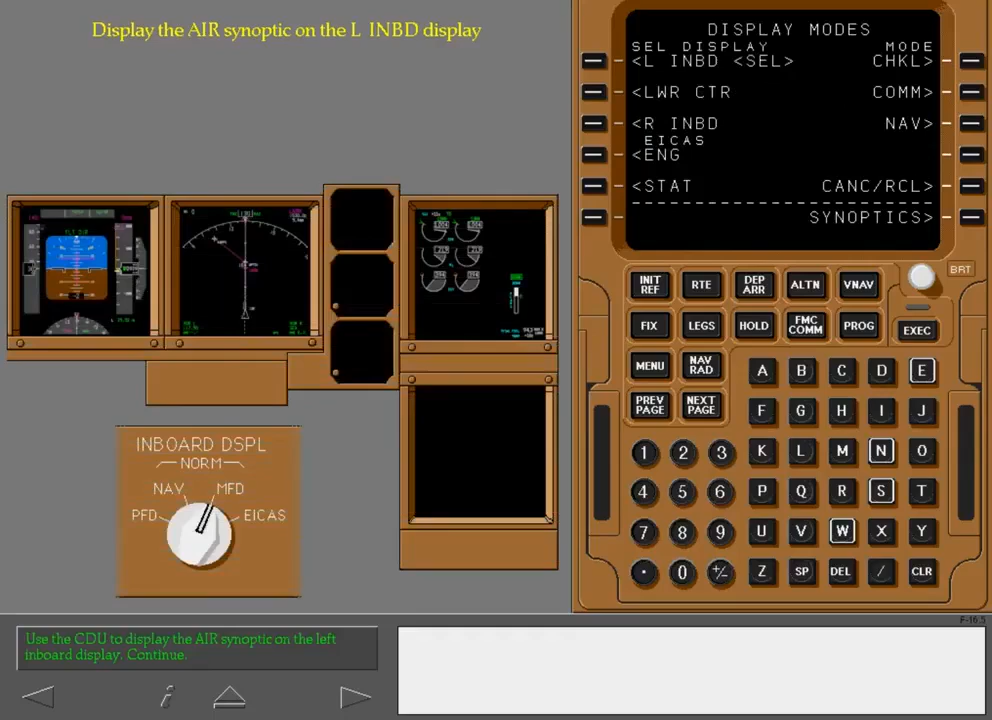 Display the AIR synoptic on the L INBD display
DISPLAY MODES
SEL DISPLAY MODE
<L INBD <SEL> CHKL>
<LWR CTR COMM>
<R INBD NAV>
EICAS
<ENG
<STAT CANC/RCL>
SYNOPTICS>
BRT
INIT REF
RTE
DEP ARR
ALTN
VNAV
FIX
LEGS
HOLD
FMC COMM
PROG
EXEC
MENU
NAV RAD
PREV PAGE
NEXT PAGE
A B C D E
F G H I J
1 2 3 K L M N O
4 5 6 P Q R S T
7 8 9 U V W X Y
. 0 +/- Z SP DEL / CLR
INBOARD DSPL
NORM
NAV MFD
PFD EICAS
F-16.5
Use the CDU to display the AIR synoptic on the left
inboard display. Continue.
i